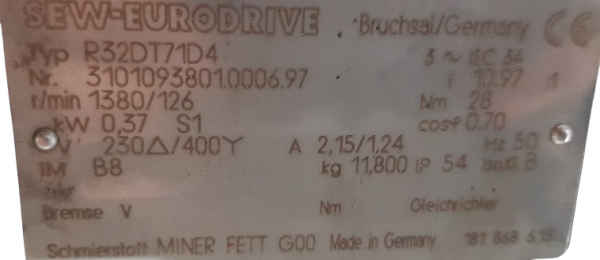 SEW-EURODRIVE Bruchsal/Germany CE
Typ R32DT71D4 3 ~ IEC 34
Nr. 3101093801.0006.97 i 10,97 :1
r/min 1380/126 Nm 28
kW 0,37 S1 cosφ 0,70
V 230△/400Y A 2,15/1,24 Hz 50
IM B8 kg 11,800 IP 54 Iso.Kl. B
Bremse V Nm Gleichrichter
Schmierstoff MINER FETT G00 Made in Germany 181 868 6.13